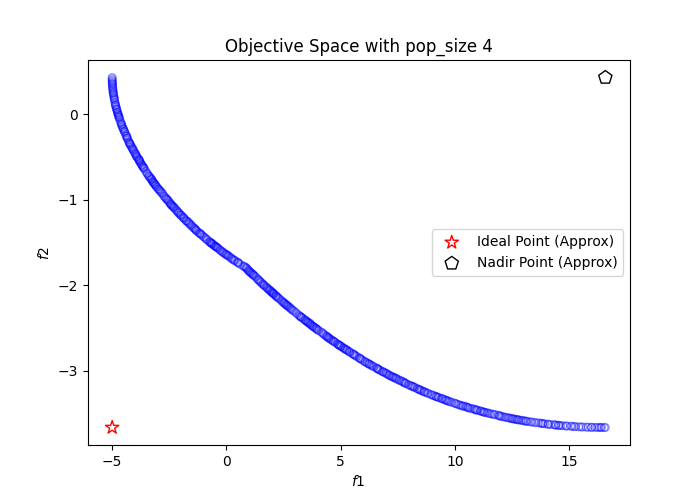 Objective Space with pop_size 4
f2
0
−1
−2
−3
Ideal Point (Approx)
Nadir Point (Approx)
−5
0
5
10
15
f1